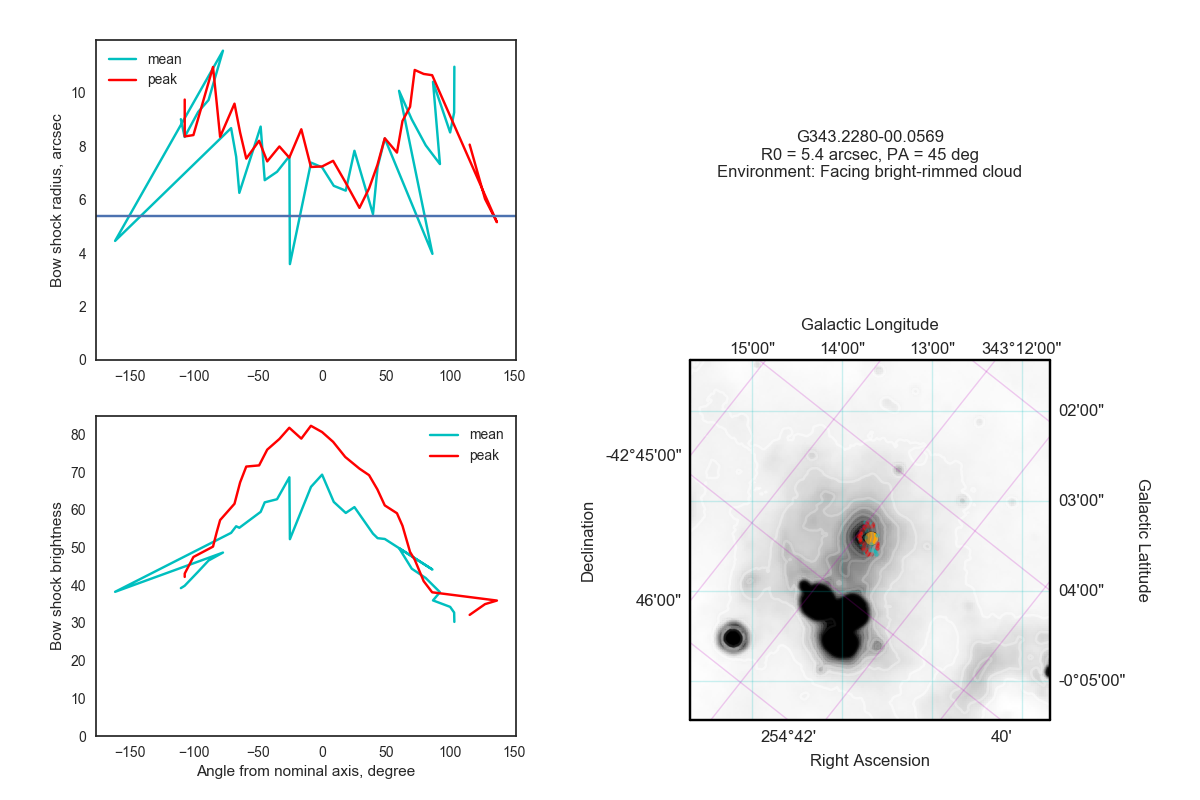 mean
peak
10
8
6
4
2
0
Bow shock radius, arcsec
−150
−100
−50
0
50
100
150
mean
peak
80
70
60
50
40
30
20
10
0
Bow shock brightness
−150
−100
−50
0
50
100
150
Angle from nominal axis, degree
G343.2280-00.0569
R0 = 5.4 arcsec, PA = 45 deg
Environment: Facing bright-rimmed cloud
Galactic Longitude
15'00"
14'00"
13'00"
343°12'00"
02'00"
03'00"
04'00"
-0°05'00"
Galactic Latitude
-42°45'00"
46'00"
Declination
254°42'
40'
Right Ascension